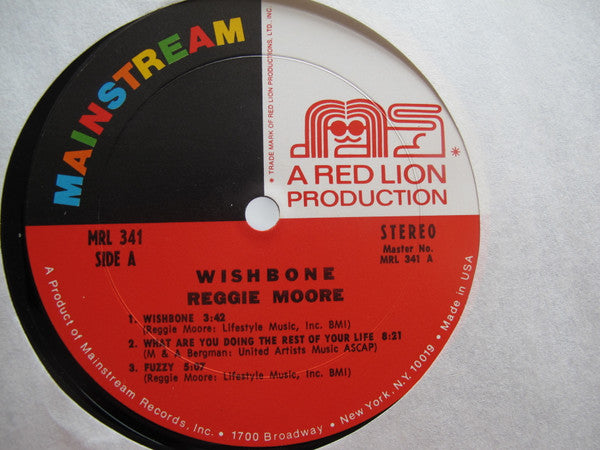 MAINSTREAM
• TRADE MARK OF RED LION PRODUCTIONS, LTD., INC.
A RED LION
PRODUCTION
*
MRL 341
SIDE A
STEREO
Master No.
MRL 341 A
WISHBONE
REGGIE MOORE
1. WISHBONE 3:42
(Reggie Moore: Lifestyle Music, Inc. BMI)
2. WHAT ARE YOU DOING THE REST OF YOUR LIFE 8:21
(M & A Bergman: United Artists Music ASCAP)
3. FUZZY 5:07
(Reggie Moore: Lifestyle Music, Inc. BMI)
A Product of Mainstream Records, Inc. • 1700 Broadway • New York, N.Y. 10019 • Made in USA